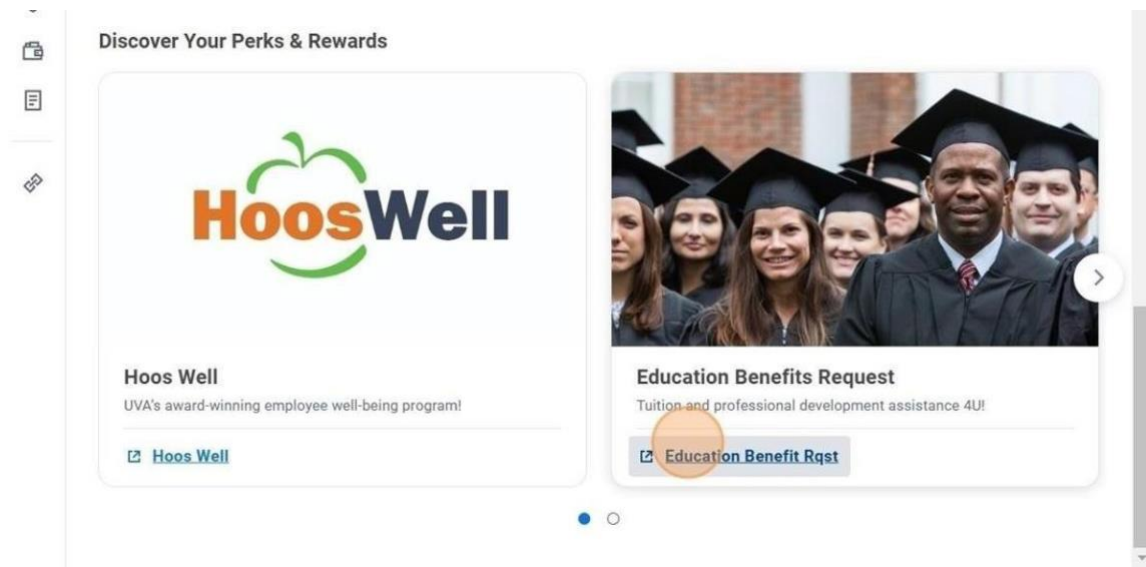 Discover Your Perks & Rewards
HoosWell
Hoos Well
UVA's award-winning employee well-being program!
Hoos Well
Education Benefits Request
Tuition and professional development assistance 4U!
Education Benefit Rqst